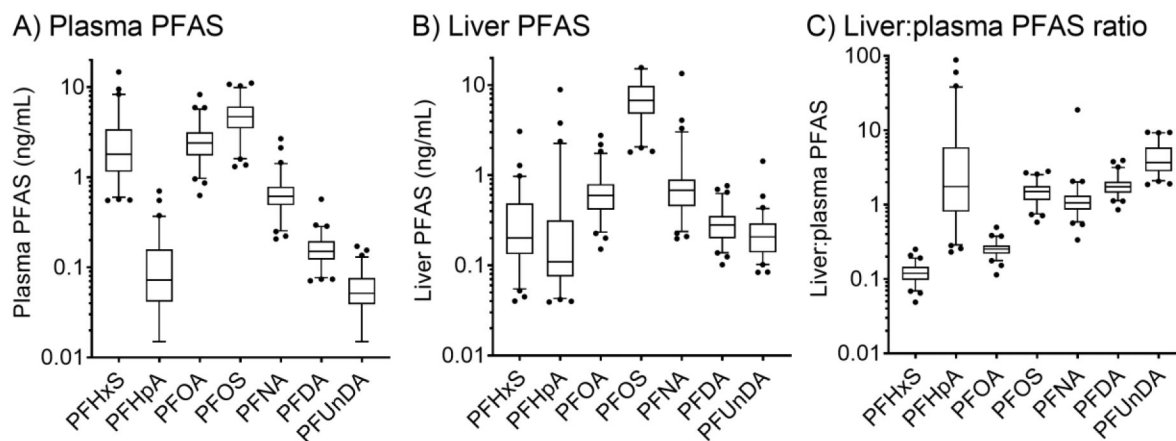 A) Plasma PFAS
Plasma PFAS (ng/mL)
10
1
0.1
0.01
PFHxS
PFHpA
PFOA
PFOS
PFNA
PFDA
PFUnDA
B) Liver PFAS
Liver PFAS (ng/mL)
10
1
0.1
0.01
PFHxS
PFHpA
PFOA
PFOS
PFNA
PFDA
PFUnDA
C) Liver:plasma PFAS ratio
Liver:plasma PFAS
100
10
1
0.1
0.01
PFHxS
PFHpA
PFOA
PFOS
PFNA
PFDA
PFUnDA